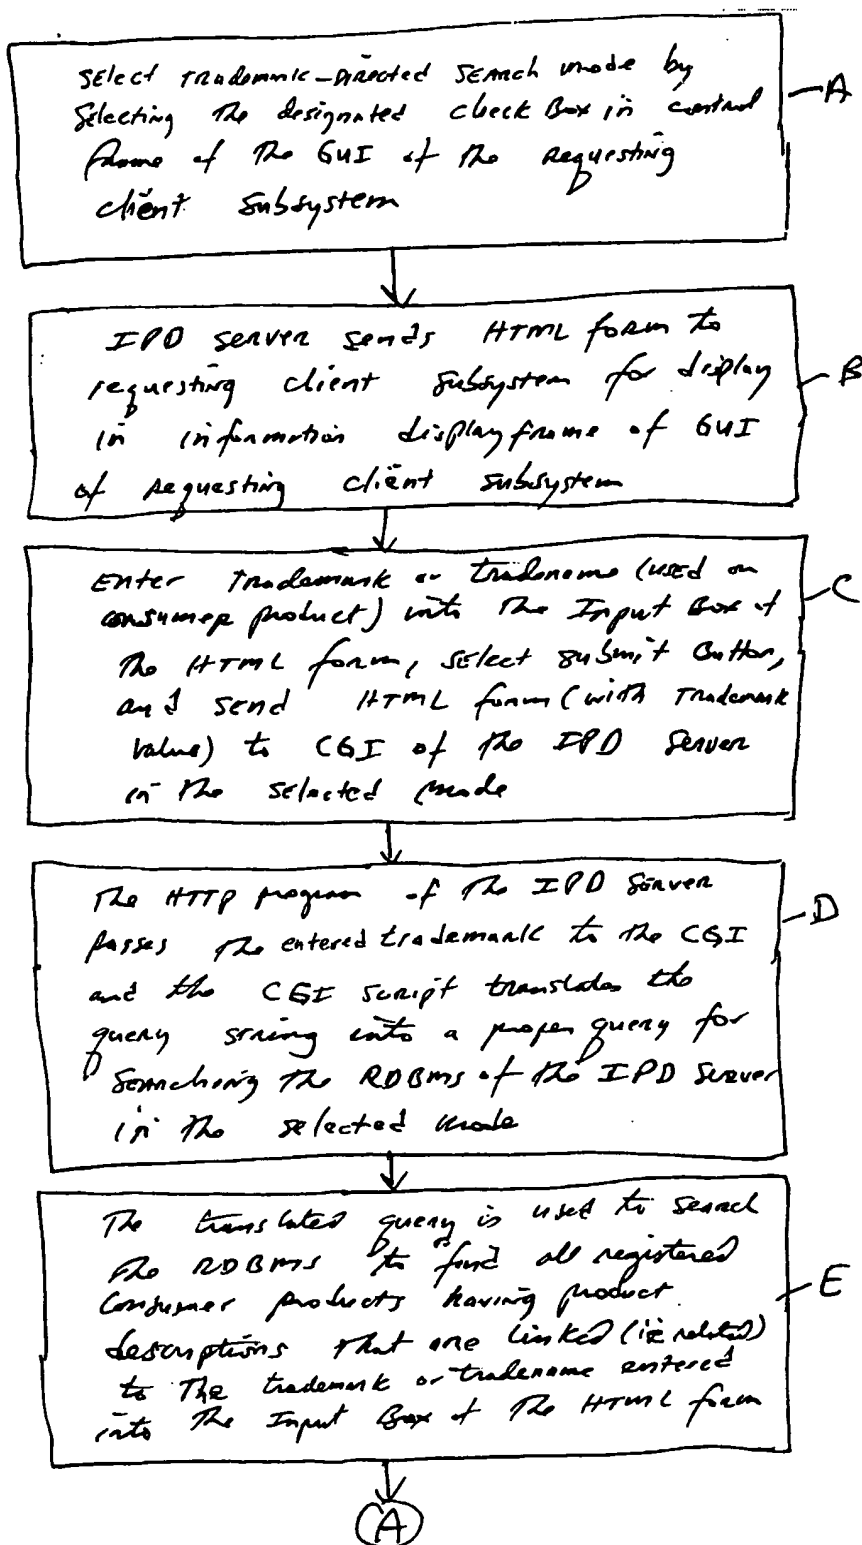 Select Trademark-Directed Search mode by
Selecting the designated check Box in control
frame of the GUI of the requesting
client subsystem
A
IPD Server sends HTML form to
requesting client subsystem for display
in information display frame of GUI
of requesting client subsystem
B
Enter Trademark or tradename (used on
consumer product) into the Input Box of
the HTML form, select submit Button,
and send HTML form (with Trademark
value) to CGI of the IPD Server
in the selected mode
C
The HTTP program of the IPD Server
passes the entered trademark to the CGI
and the CGI script translates the
query string into a proper query for
searching the RDBMS of the IPD Server
in the selected mode
D
The translated query is used to search
the RDBMS to find all registered
consumer products having product
descriptions that are linked (ie related)
to the trademark or tradename entered
into the Input Box of the HTML form
E
A